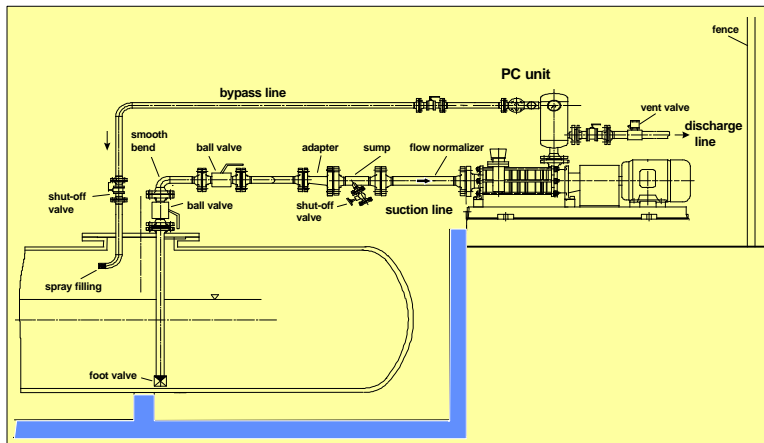 fence
PC unit
bypass line
vent valve
discharge
line
smooth
bend
ball valve
adapter
sump
flow normalizer
shut-off
valve
ball valve
shut-off
valve
suction line
spray filling
foot valve